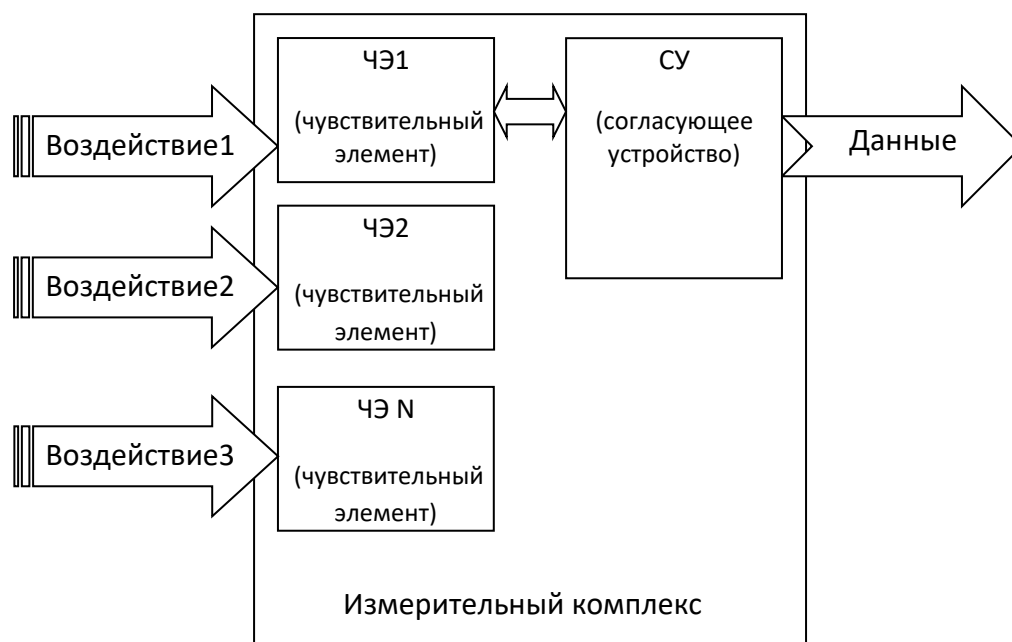 ЧЭ1
(чувствительный
элемент)
СУ
(согласующее
устройство)
Воздействие1
Данные
ЧЭ2
(чувствительный
элемент)
Воздействие2
ЧЭ N
(чувствительный
элемент)
Воздействие3
Измерительный комплекс